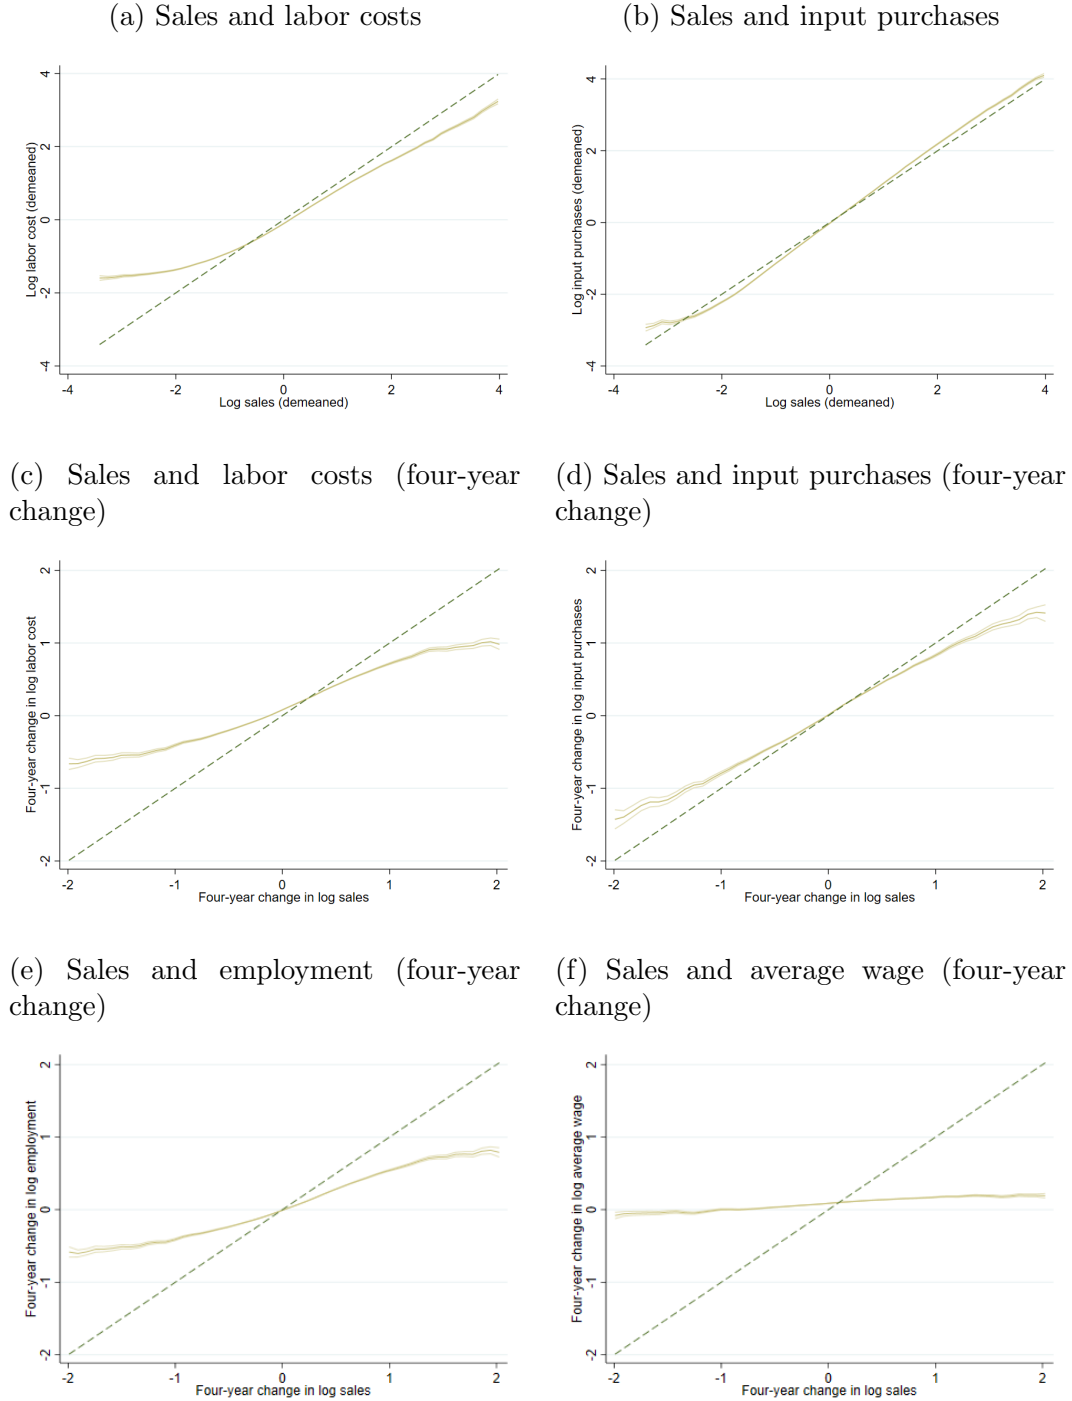 (a) Sales and labor costs
4
2
0
-2
-4
Log labor cost (demeaned)
-4 -2 0 2 4
Log sales (demeaned)
(b) Sales and input purchases
4
2
0
-2
-4
Log input purchases (demeaned)
-4 -2 0 2 4
Log sales (demeaned)
(c) Sales and labor costs (four-year
change)
2
1
0
-1
-2
Four-year change in log labor cost
-2 -1 0 1 2
Four-year change in log sales
(d) Sales and input purchases (four-year
change)
2
1
0
-1
-2
Four-year change in log input purchases
-2 -1 0 1 2
Four-year change in log sales
(e) Sales and employment (four-year
change)
2
1
0
-1
-2
Four-year change in log employment
-2 -1 0 1 2
Four-year change in log sales
(f) Sales and average wage (four-year
change)
2
1
0
-1
-2
Four-year change in log average wage
-2 -1 0 1 2
Four-year change in log sales